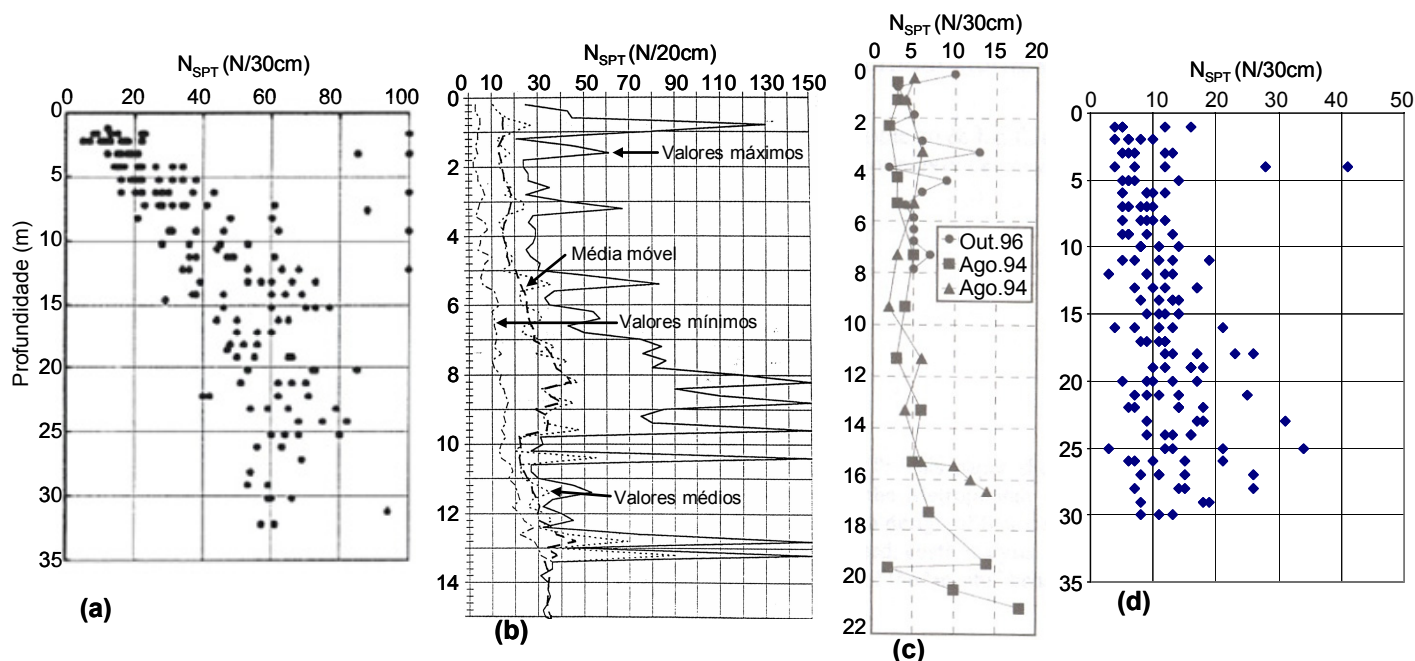 N_SPT (N/30cm)
0 20 40 60 80 100
Profundidade (m)
0
5
10
15
20
25
30
35
(a)
N_SPT (N/20cm)
0 10 30 50 70 90 110 130 150
0
2
4
6
8
10
12
14
Valores máximos
Média móvel
Valores mínimos
Valores médios
(b)
N_SPT (N/30cm)
0 5 10 15 20
0
2
4
6
8
10
12
14
16
18
20
22
Out.96
Ago.94
Ago.94
(c)
N_SPT (N/30cm)
0 10 20 30 40 50
0
5
10
15
20
25
30
35
(d)